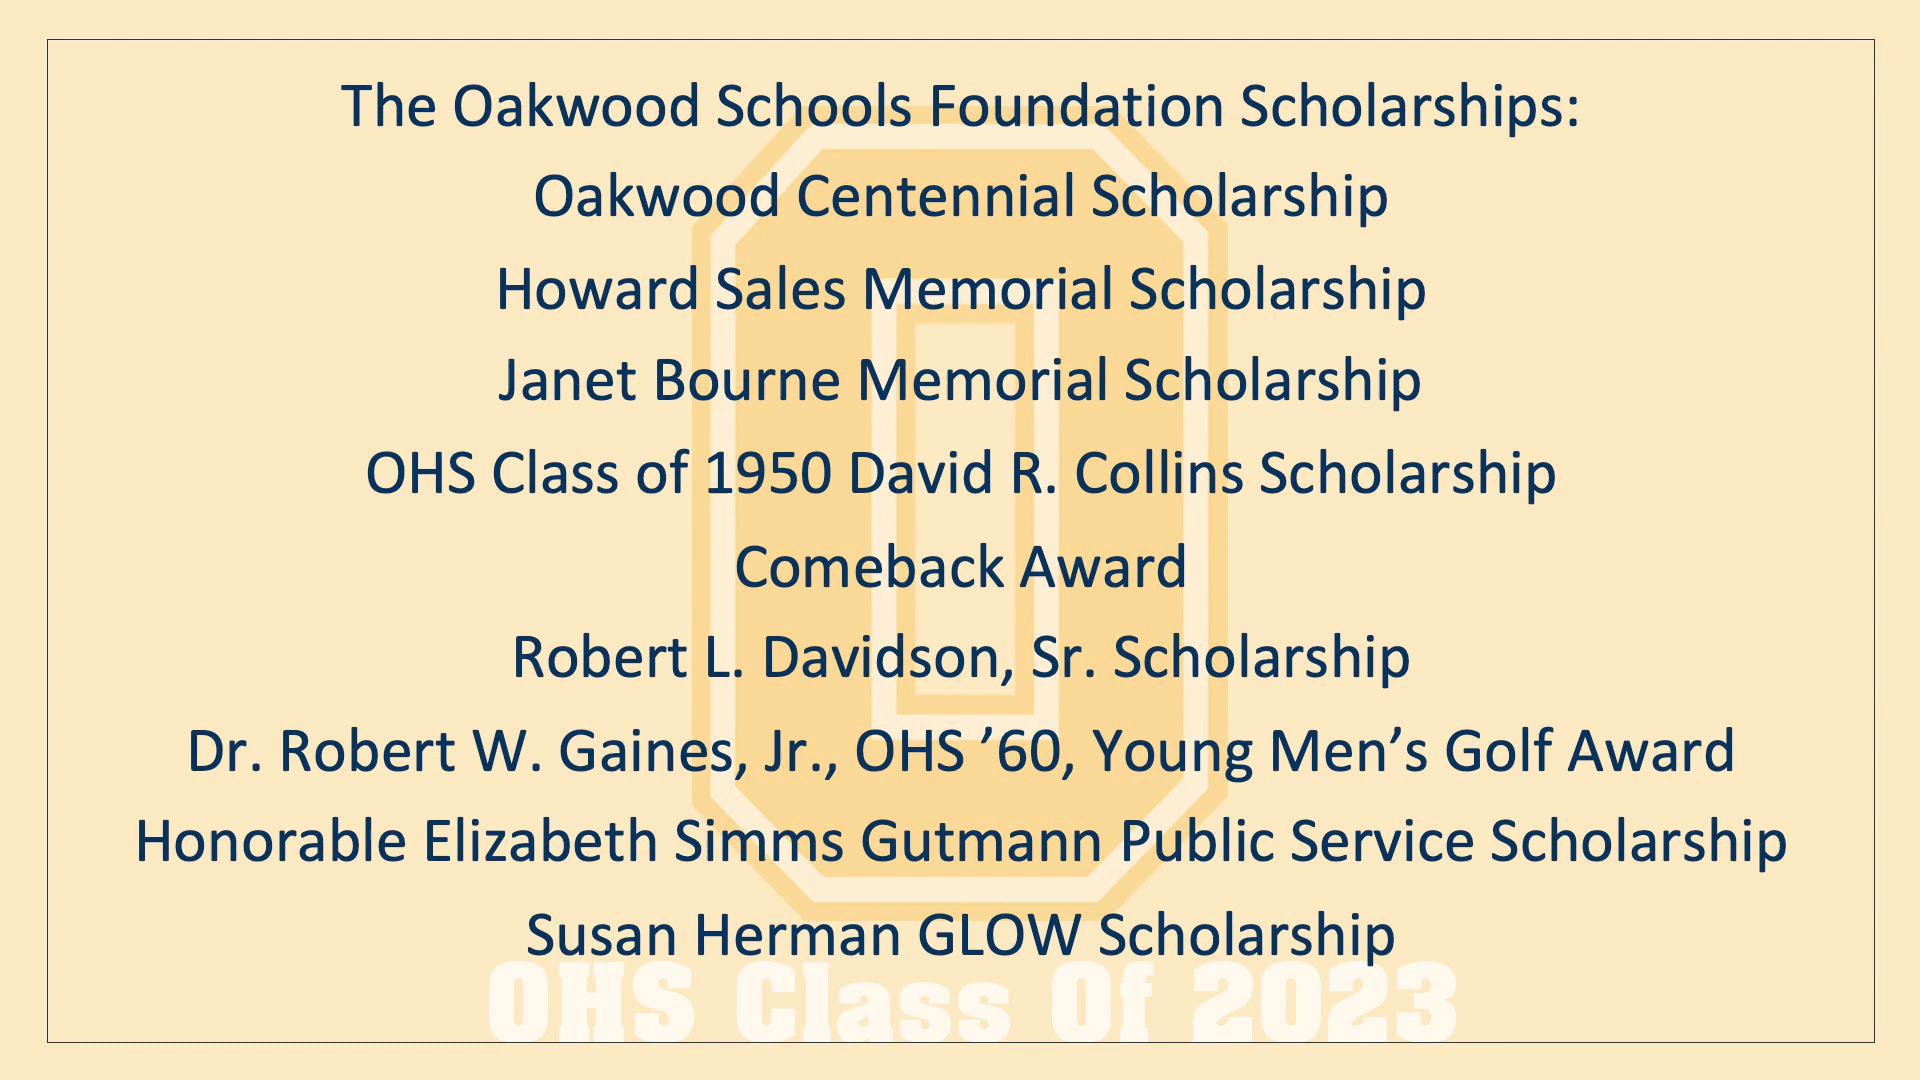 The Oakwood Schools Foundation Scholarships:
Oakwood Centennial Scholarship
Howard Sales Memorial Scholarship
Janet Bourne Memorial Scholarship
OHS Class of 1950 David R. Collins Scholarship
Comeback Award
Robert L. Davidson, Sr. Scholarship
Dr. Robert W. Gaines, Jr., OHS ’60, Young Men’s Golf Award
Honorable Elizabeth Simms Gutmann Public Service Scholarship
Susan Herman GLOW Scholarship
OHS Class Of 2023